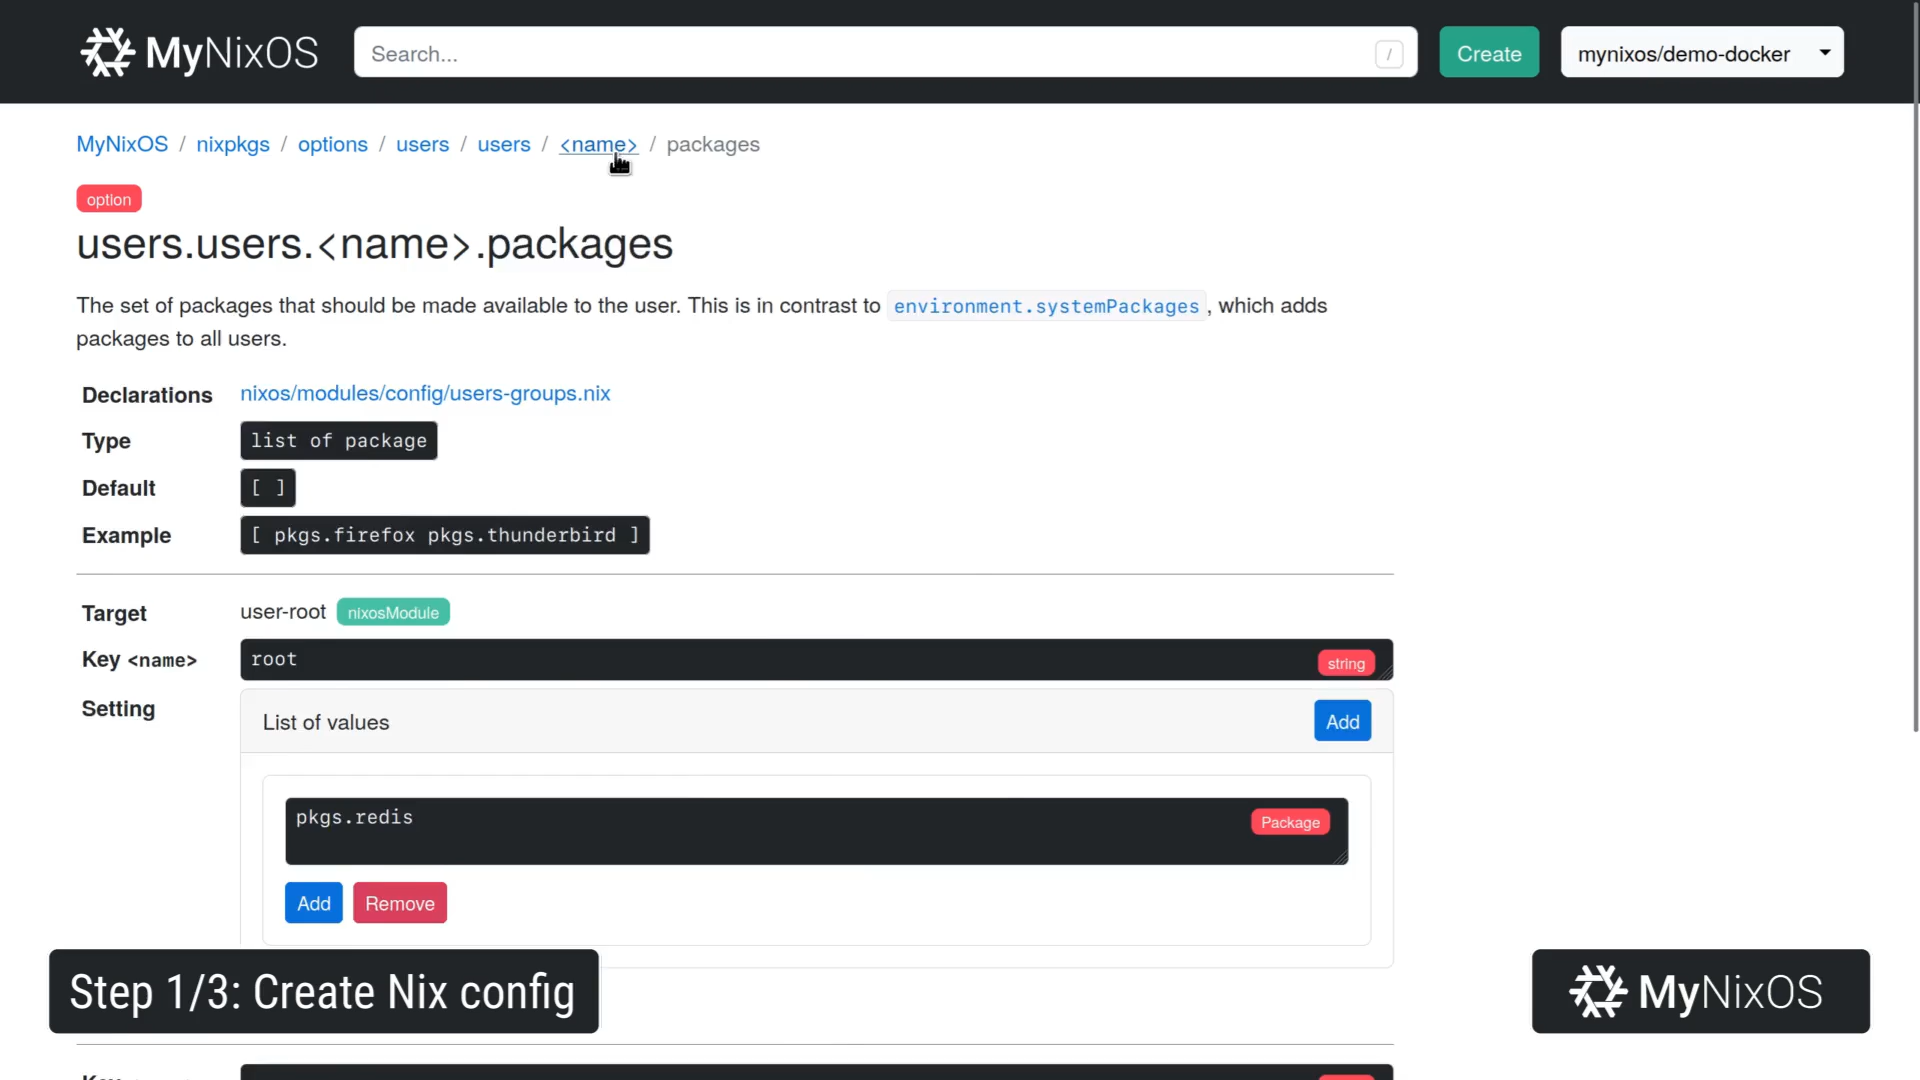 MyNixOS
Search...
/
Create
mynixos/demo-docker
MyNixOS / nixpkgs / options / users / users / <name> / packages
option
users.users.<name>.packages
The set of packages that should be made available to the user. This is in contrast to environment.systemPackages, which adds
packages to all users.
Declarations nixos/modules/config/users-groups.nix
Type list of package
Default [ ]
Example [ pkgs.firefox pkgs.thunderbird ]
Target user-root nixosModule
Key <name> root string
Setting List of values Add
pkgs.redis Package
Add Remove
Step 1/3: Create Nix config
MyNixOS